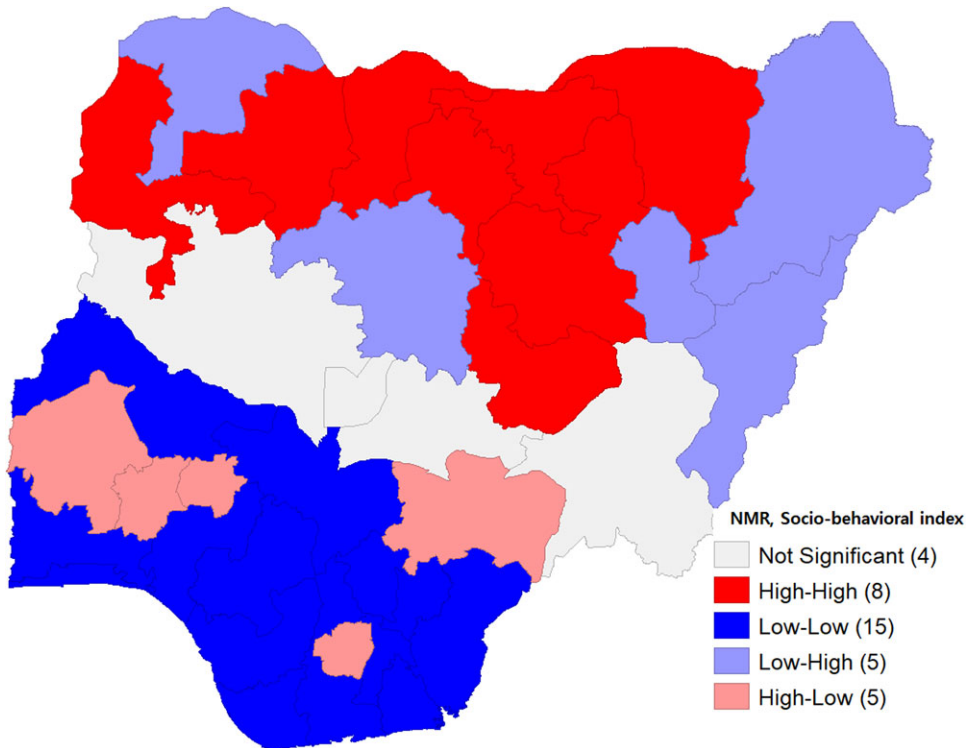 NMR, Socio-behavioral index
Not Significant (4)
High-High (8)
Low-Low (15)
Low-High (5)
High-Low (5)